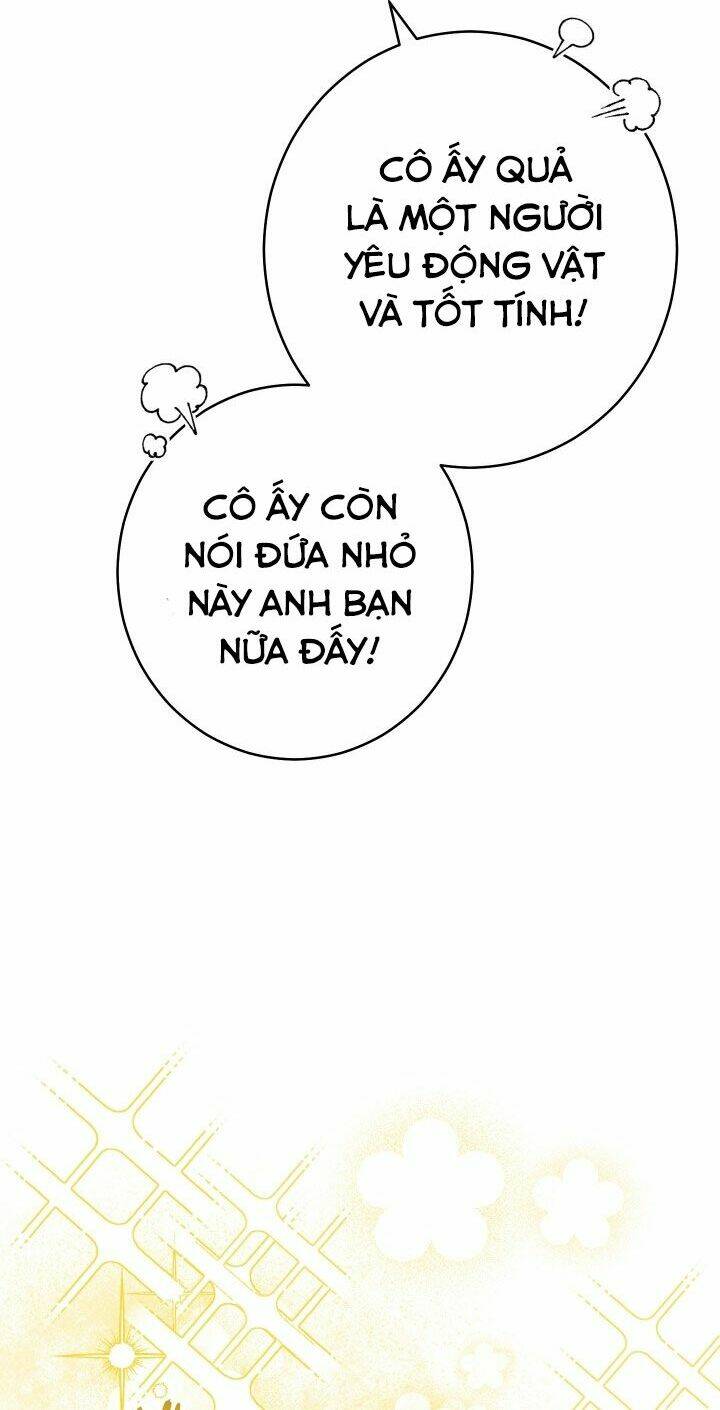 CÔ ẤY QUẢ
LÀ MỘT NGƯỜI
YÊU ĐỘNG VẬT
VÀ TỐT TÍNH!
CÔ ẤY CÒN
NÓI ĐỨA NHỎ
NÀY ANH BẠN
NỮA ĐẤY!